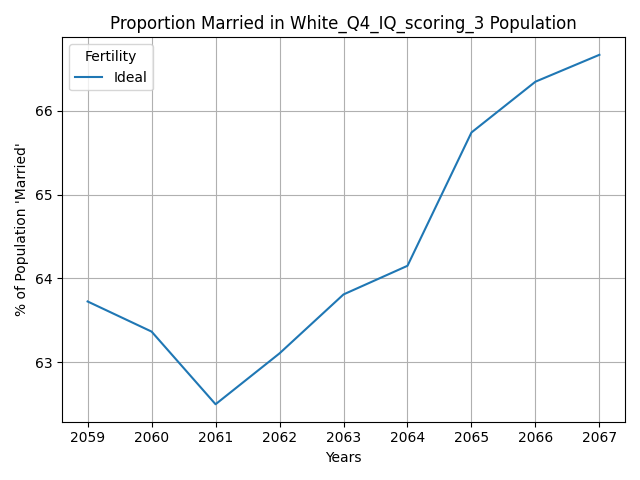 Proportion Married in White_Q4_IQ_scoring_3 Population
Fertility
Ideal
% of Population 'Married'
66
65
64
63
2059 2060 2061 2062 2063 2064 2065 2066 2067
Years